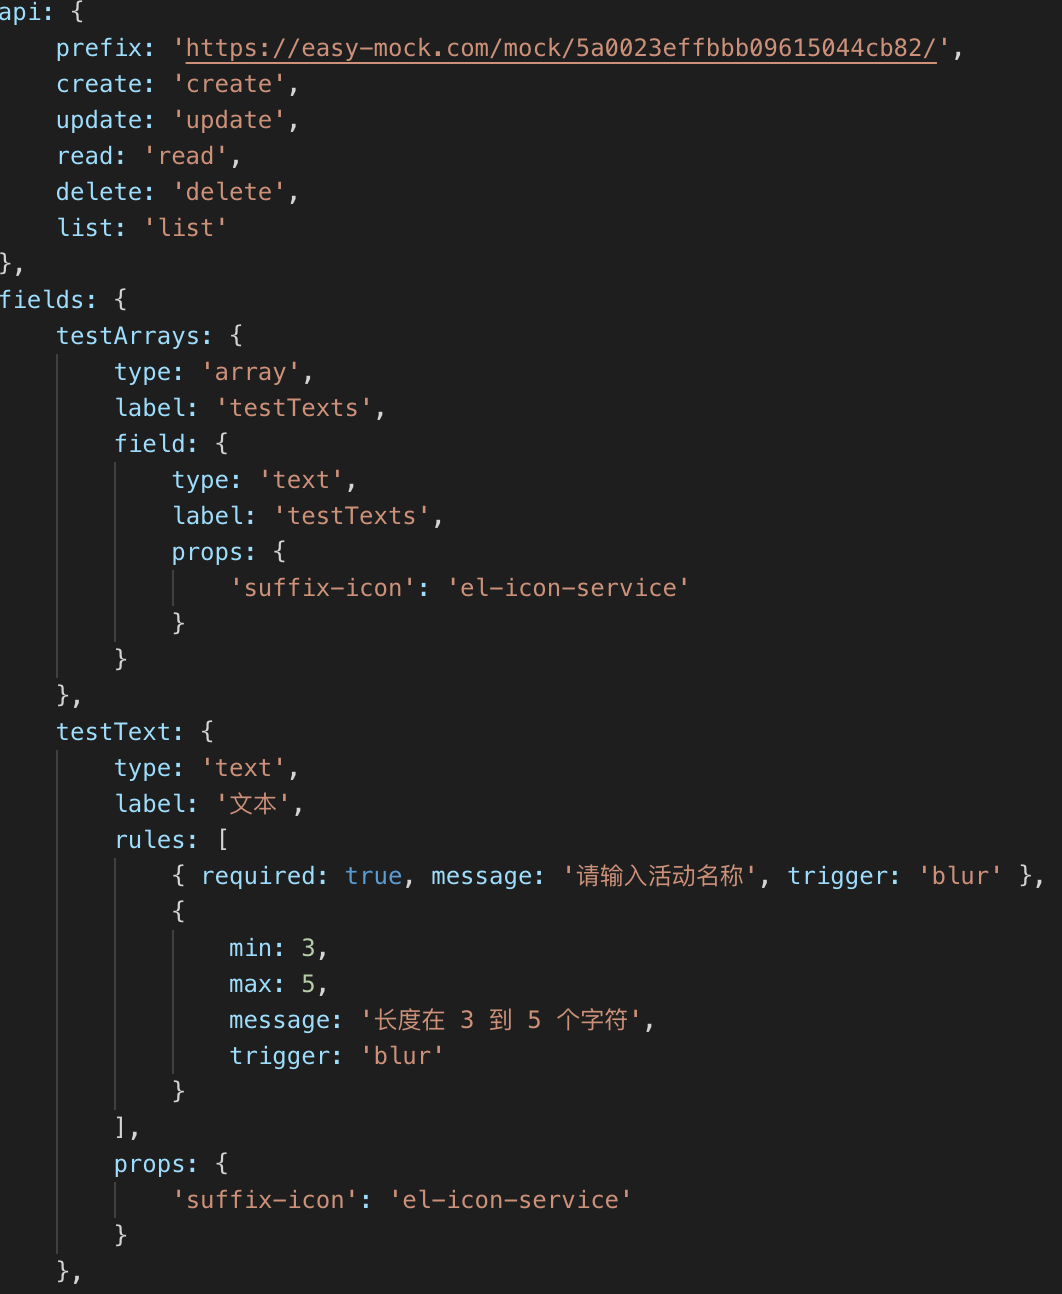 api: {
    prefix: 'https://easy-mock.com/mock/5a0023effbbb09615044cb82/',
    create: 'create',
    update: 'update',
    read: 'read',
    delete: 'delete',
    list: 'list'
},
fields: {
    testArrays: {
        type: 'array',
        label: 'testTexts',
        field: {
            type: 'text',
            label: 'testTexts',
            props: {
                'suffix-icon': 'el-icon-service'
            }
        }
    },
    testText: {
        type: 'text',
        label: '文本',
        rules: [
            { required: true, message: '请输入活动名称', trigger: 'blur' },
            {
                min: 3,
                max: 5,
                message: '长度在 3 到 5 个字符',
                trigger: 'blur'
            }
        ],
        props: {
            'suffix-icon': 'el-icon-service'
        }
    },